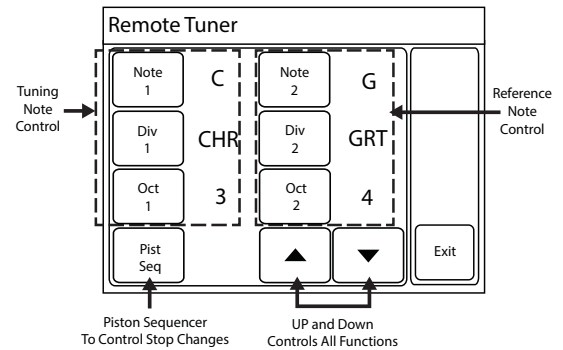 Remote Tuner
Tuning
Note
Control
Note
1
C
Note
2
G
Reference
Note
Control
Div
1
CHR
Div
2
GRT
Oct
1
3
Oct
2
4
Pist
Seq
Exit
Piston Sequencer
To Control Stop Changes
UP and Down
Controls All Functions